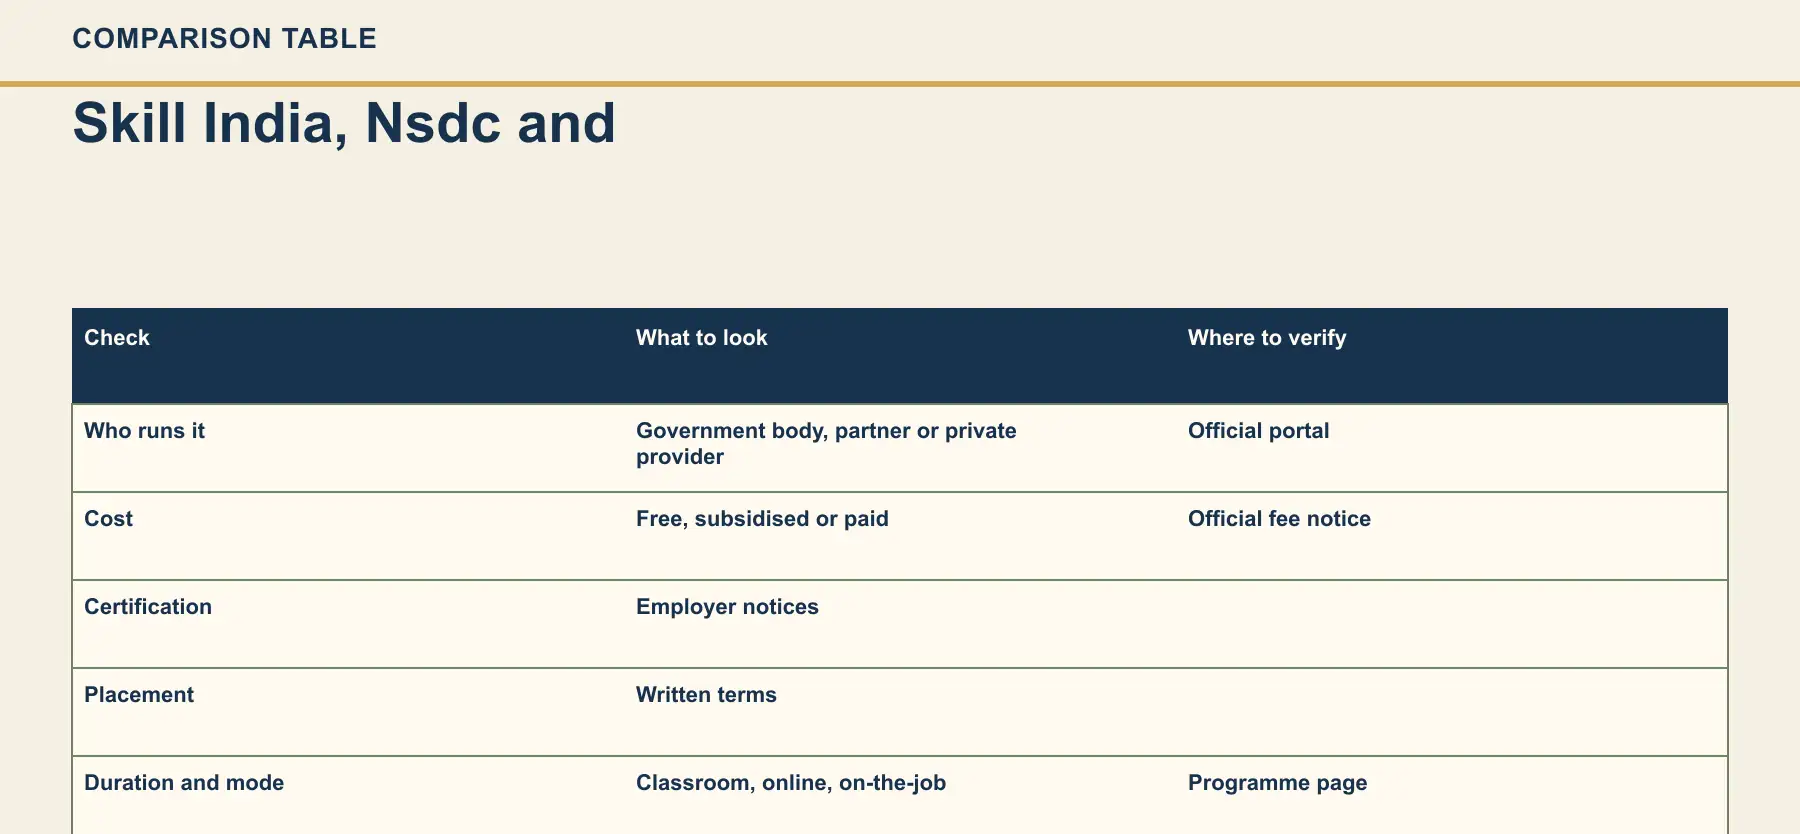 COMPARISON TABLE
Skill India, Nsdc and
Check What to look Where to verify
Who runs it Government body, partner or private provider Official portal
Cost Free, subsidised or paid Official fee notice
Certification Employer notices
Placement Written terms
Duration and mode Classroom, online, on-the-job Programme page